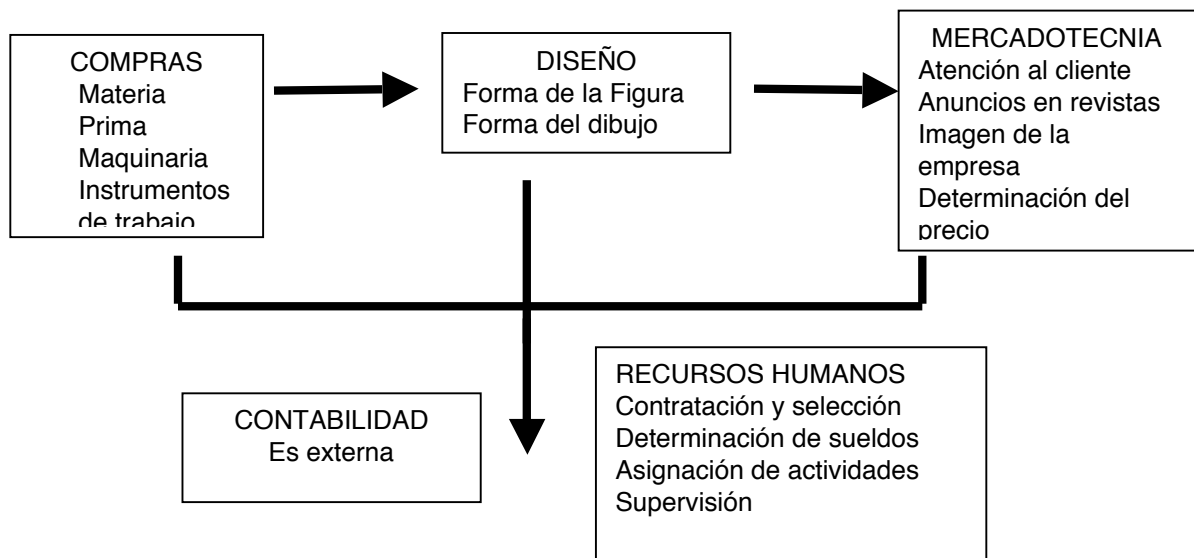 COMPRAS
Materia
Prima
Maquinaria
Instrumentos
de trabajo
DISEÑO
Forma de la Figura
Forma del dibujo
MERCADOTECNIA
Atención al cliente
Anuncios en revistas
Imagen de la
empresa
Determinación del
precio
CONTABILIDAD
Es externa
RECURSOS HUMANOS
Contratación y selección
Determinación de sueldos
Asignación de actividades
Supervisión